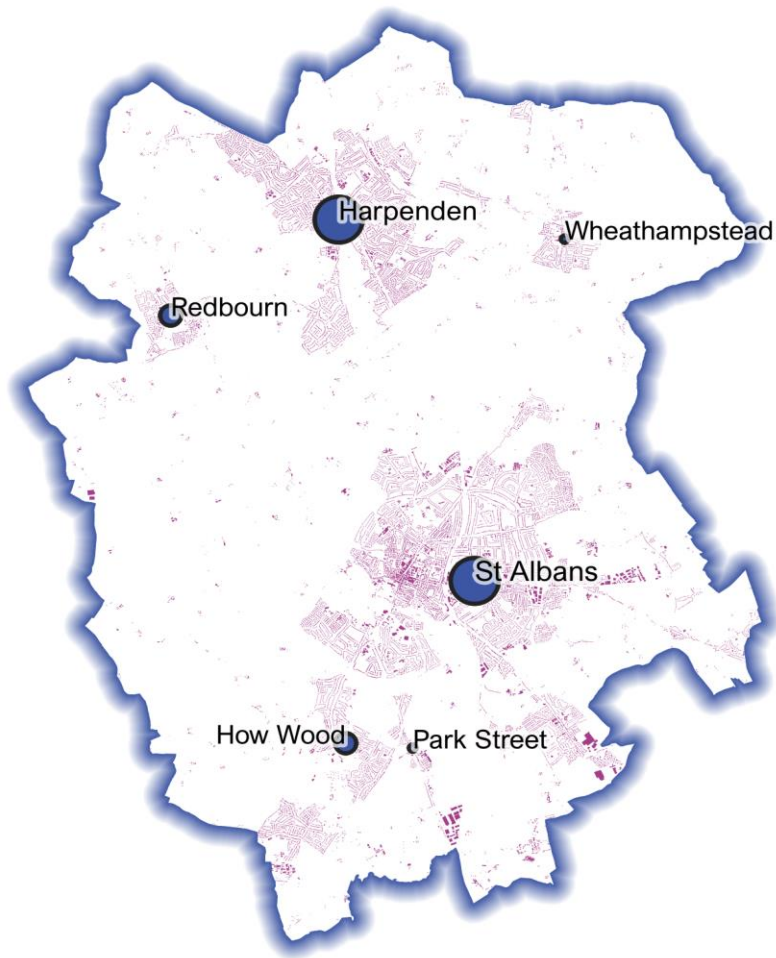 Harpenden
Wheathampstead
Redbourn
St Albans
How Wood
Park Street